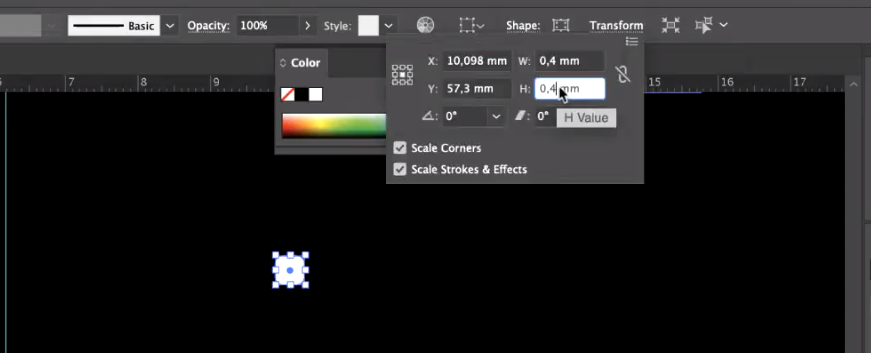 Basic Opacity: 100% Style: Shape: Transform
Color
X: 10,098 mm W: 0,4 mm
Y: 57,3 mm H: 0,4 mm
0° 0° H Value
7 8 9 15 16 17
Scale Corners
Scale Strokes & Effects